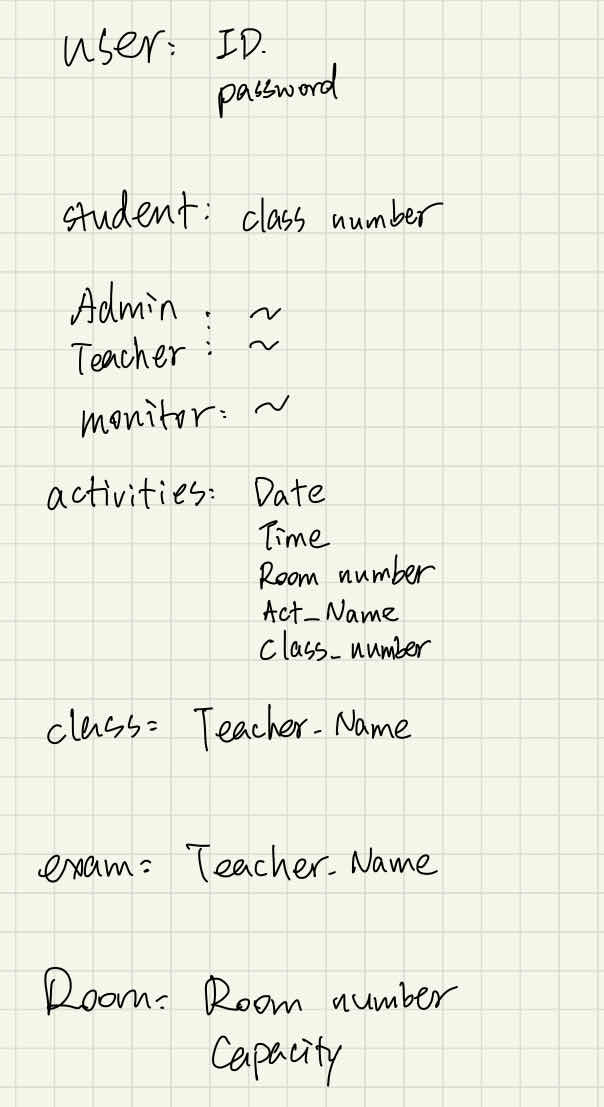 user: ID.
password
student: class number
Admin : ~
Teacher : ~
monitor: ~
activities: Date
Time
Room number
Act_Name
Class_number
class: Teacher_Name
exam: Teacher_Name
Room: Room number
Capacity